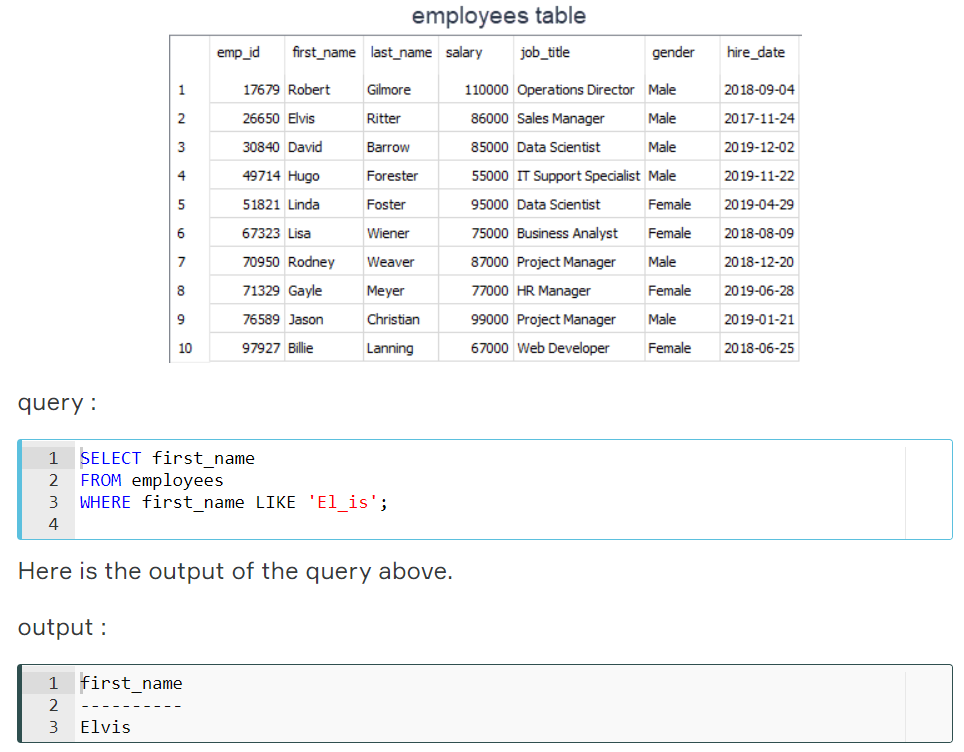 employees table
emp_id first_name last_name salary job_title gender hire_date
1 17679 Robert Gilmore 110000 Operations Director Male 2018-09-04
2 26650 Elvis Ritter 86000 Sales Manager Male 2017-11-24
3 30840 David Barrow 85000 Data Scientist Male 2019-12-02
4 49714 Hugo Forester 55000 IT Support Specialist Male 2019-11-22
5 51821 Linda Foster 95000 Data Scientist Female 2019-04-29
6 67323 Lisa Wiener 75000 Business Analyst Female 2018-08-09
7 70950 Rodney Weaver 87000 Project Manager Male 2018-12-20
8 71329 Gayle Meyer 77000 HR Manager Female 2019-06-28
9 76589 Jason Christian 99000 Project Manager Male 2019-01-21
10 97927 Billie Lanning 67000 Web Developer Female 2018-06-25
query :
1 SELECT first_name
2 FROM employees
3 WHERE first_name LIKE 'El_is';
4
Here is the output of the query above.
output :
1 first_name
2 ----------
3 Elvis